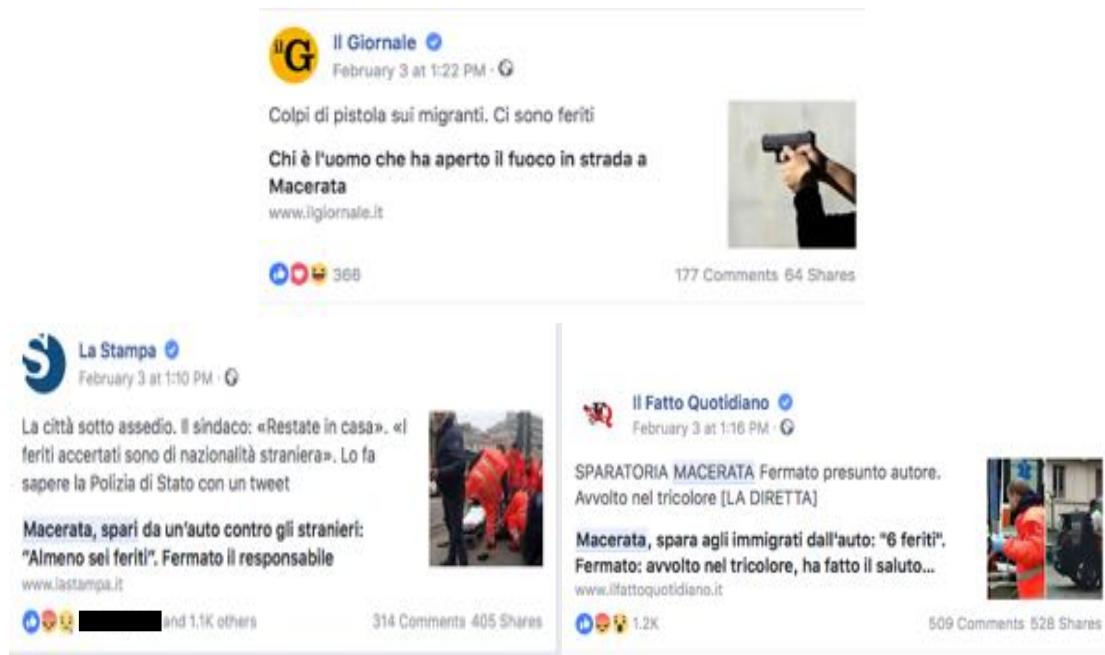 il G
Il Giornale
February 3 at 1:22 PM ·
Colpi di pistola sui migranti. Ci sono feriti
Chi è l'uomo che ha aperto il fuoco in strada a
Macerata
www.ilgiornale.it
366
177 Comments 64 Shares
S
La Stampa
February 3 at 1:10 PM ·
La città sotto assedio. Il sindaco: «Restate in casa». «I
feriti accertati sono di nazionalità straniera». Lo fa
sapere la Polizia di Stato con un tweet
Macerata, spari da un'auto contro gli stranieri:
"Almeno sei feriti". Fermato il responsabile
www.lastampa.it
and 1.1K others
314 Comments 405 Shares
Il Fatto Quotidiano
February 3 at 1:16 PM ·
SPARATORIA MACERATA Fermato presunto autore.
Avvolto nel tricolore [LA DIRETTA]
Macerata, spara agli immigrati dall'auto: "6 feriti".
Fermato: avvolto nel tricolore, ha fatto il saluto...
www.ilfattoquotidiano.it
1.2K
509 Comments 528 Shares